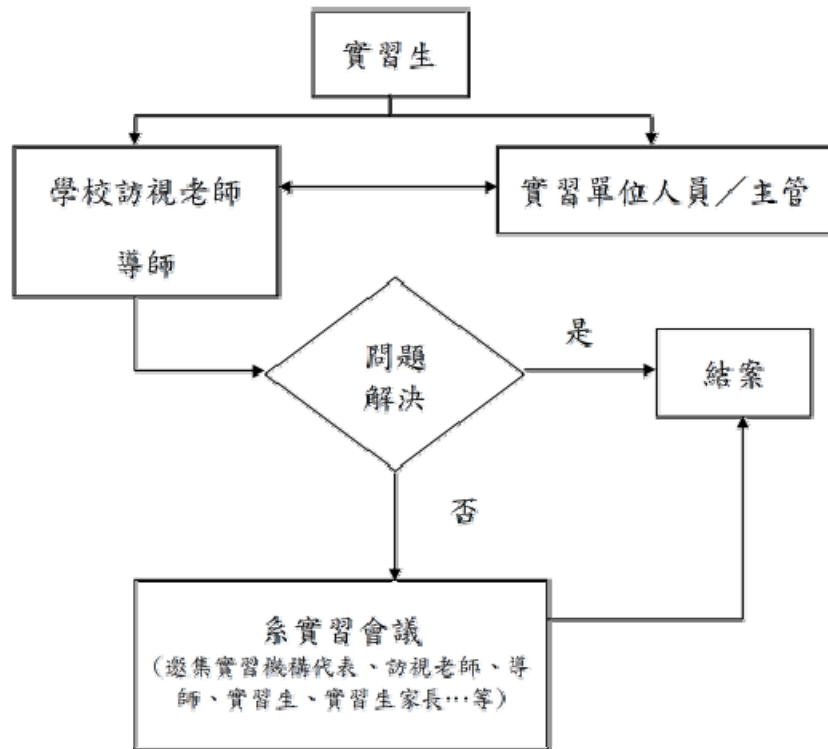 實習生
學校訪視老師
導師
實習單位人員／主管
問題
解決
是
結案
否
系實習會議
（邀集實習機構代表、訪視老師、導
師、實習生、實習生家長…等）